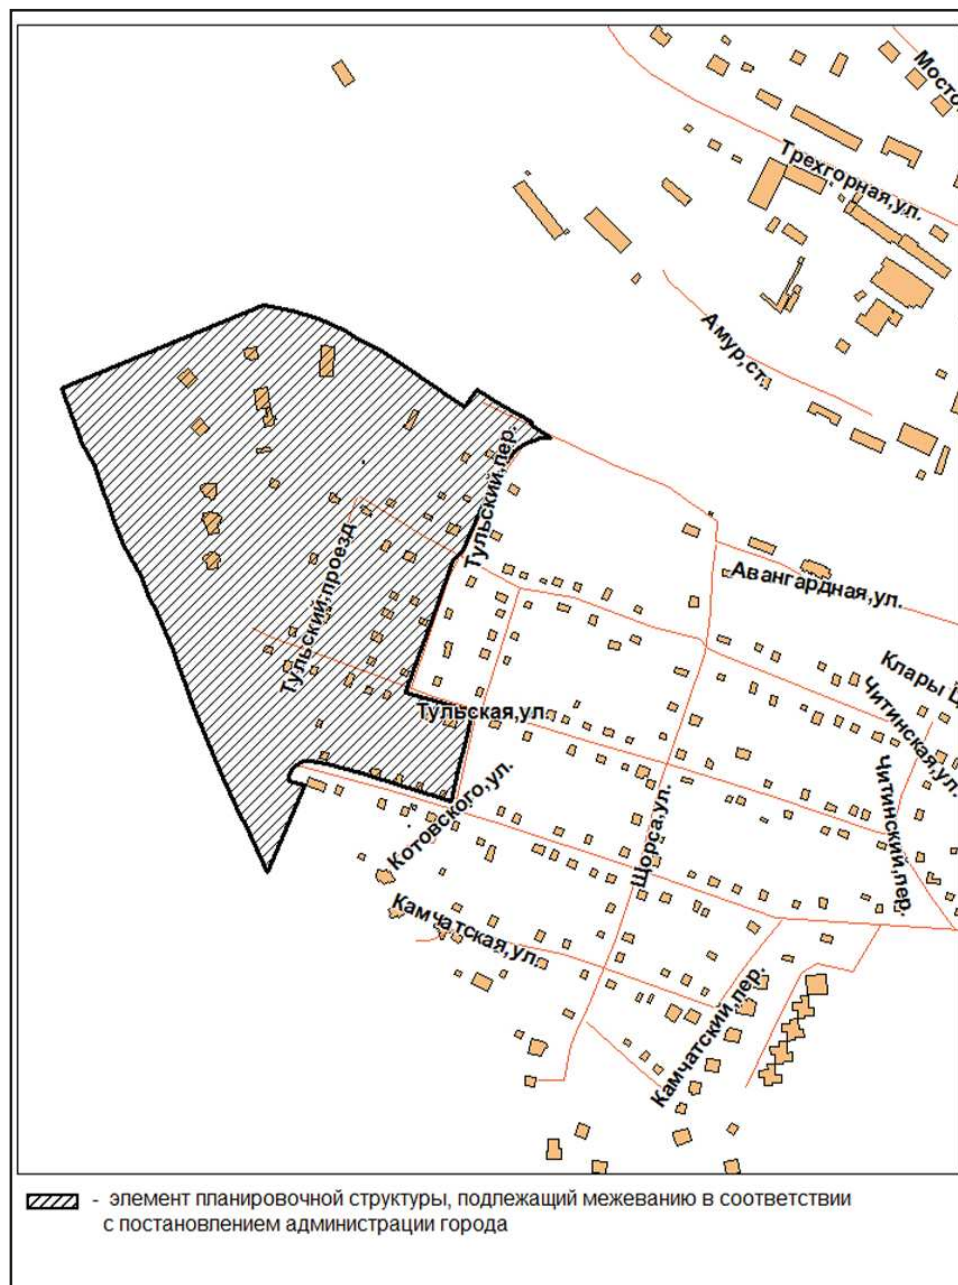 Мосто
Трехгорная,ул.
Амур,ст.
Тульский,пер.
Тульский,проезд
Авангардная,ул.
Клары Ц
Читинская,ул.
Тульская,ул.
Читинский,пер.
Котовского,ул.
Щорса,ул.
Камчатская,ул.
Камчатский,пер.
- элемент планировочной структуры, подлежащий межеванию в соответствии
с постановлением администрации города